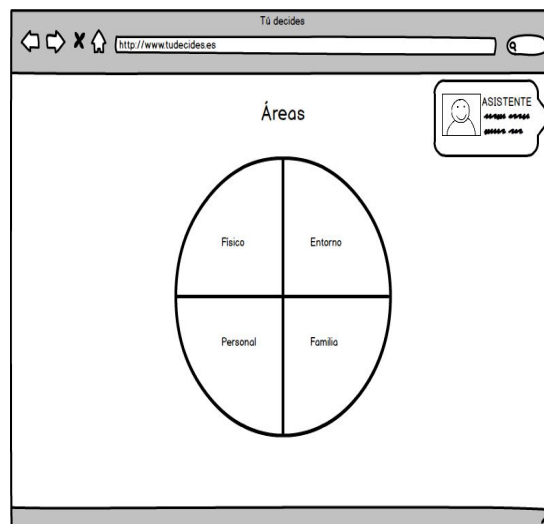 Tú decides
http://www.tudecides.es
ASISTENTE
Áreas
Físico
Entorno
Personal
Familia